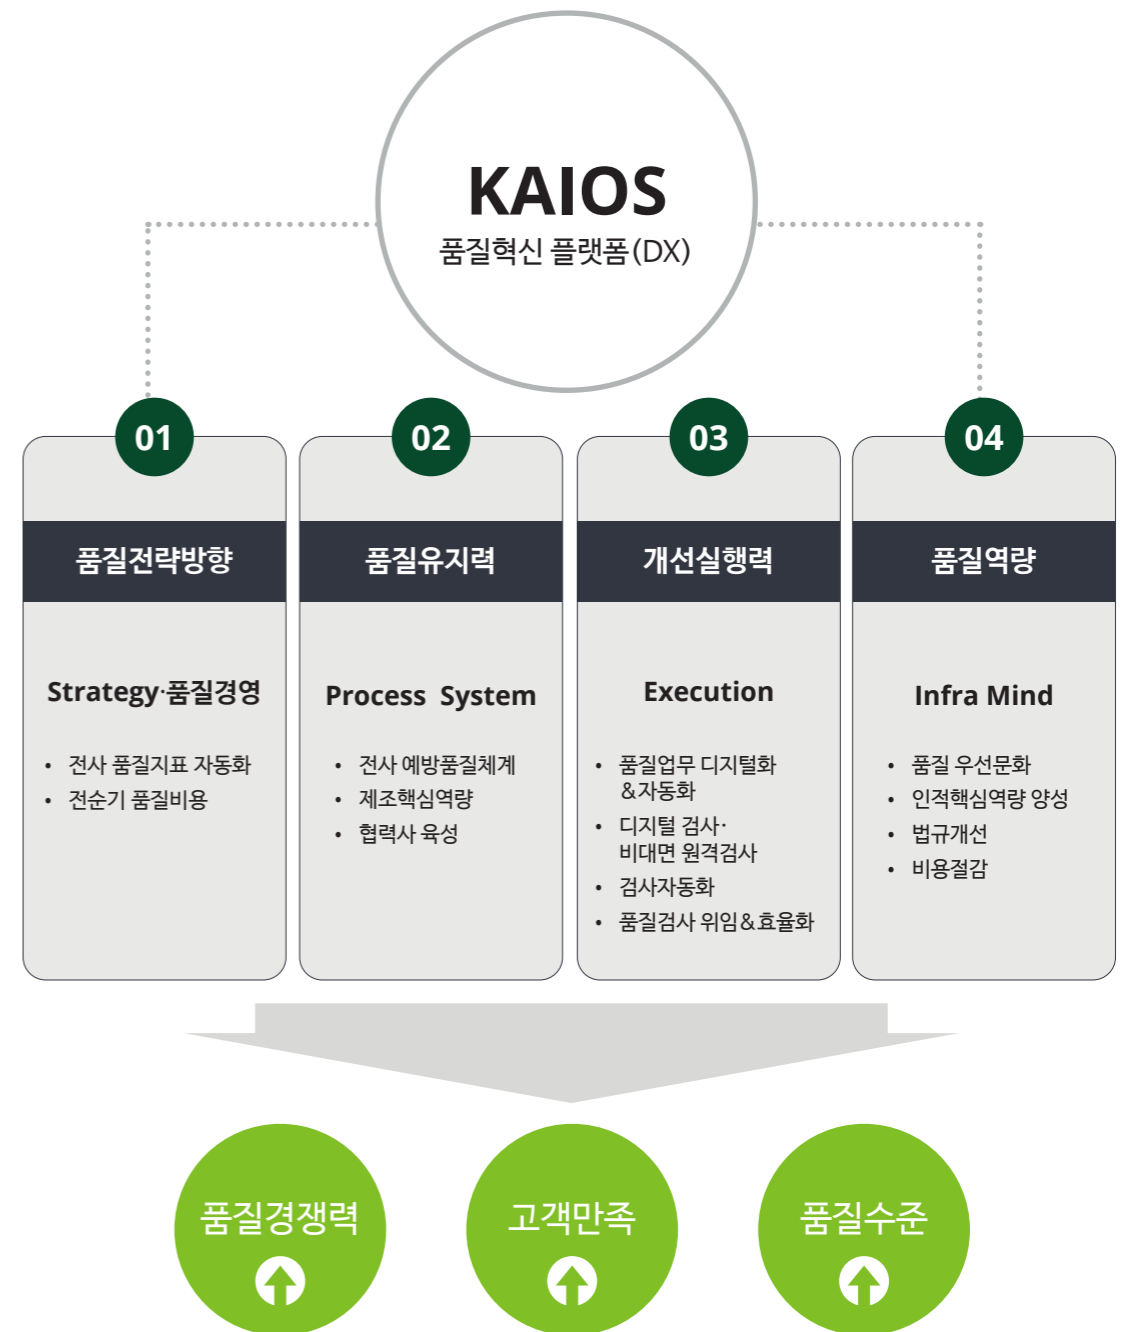 KAIOS
품질혁신 플랫폼(DX)
01
품질전략방향
Strategy·품질경영
• 전사 품질지표 자동화
• 전순기 품질비용
02
품질유지력
Process System
• 전사 예방품질체계
• 제조핵심역량
• 협력사 육성
03
개선실행력
Execution
• 품질업무 디지털화
&자동화
• 디지털 검사·
비대면 원격검사
• 검사자동화
• 품질검사 위임&효율화
04
품질역량
Infra Mind
• 품질 우선문화
• 인적핵심역량 양성
• 법규개선
• 비용절감
품질경쟁력
고객만족
품질수준